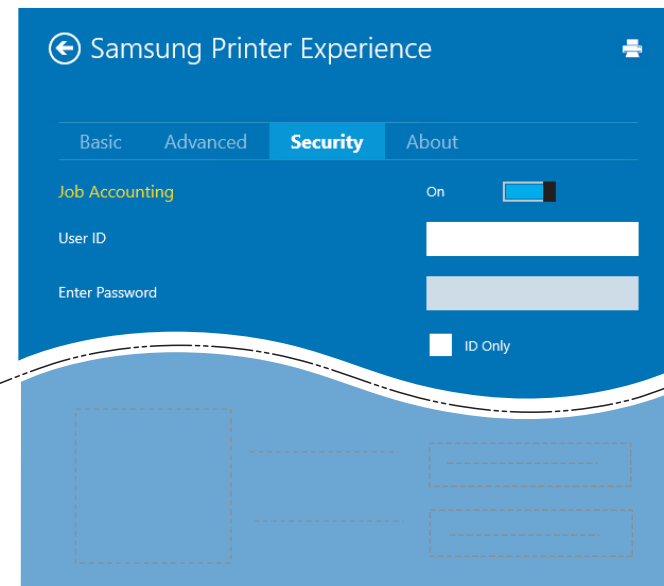 Samsung Printer Experience
Basic Advanced Security About
Job Accounting On
User ID
Enter Password
ID Only